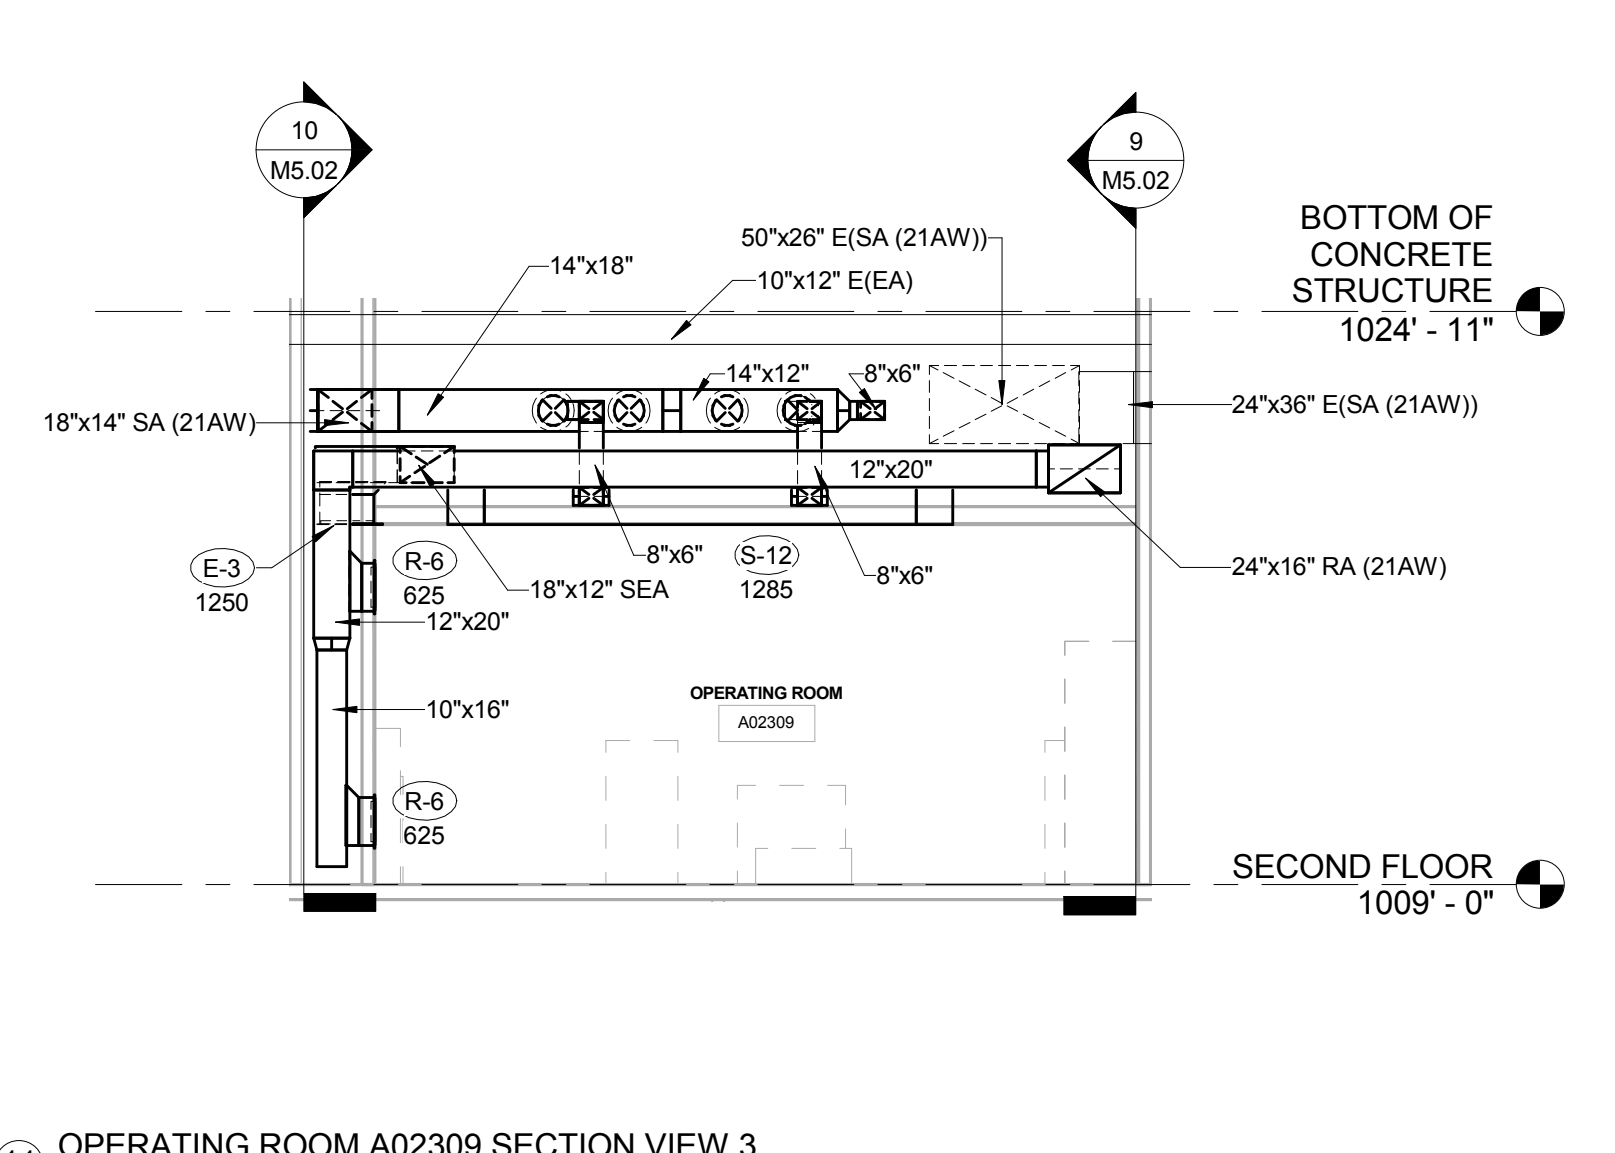 10
M5.02
9
M5.02
BOTTOM OF
CONCRETE
STRUCTURE
1024' - 11"
50"x26" E(SA (21AW))
14"x18"
10"x12" E(EA)
14"x12"
8"x6"
18"x14" SA (21AW)
24"x36" E(SA (21AW))
12"x20"
E-3
1250
R-6
625
8"x6"
S-12
1285
8"x6"
24"x16" RA (21AW)
18"x12" SEA
12"x20"
10"x16"
OPERATING ROOM
A02309
R-6
625
SECOND FLOOR
1009' - 0"
OPERATING ROOM A02309 SECTION VIEW 3